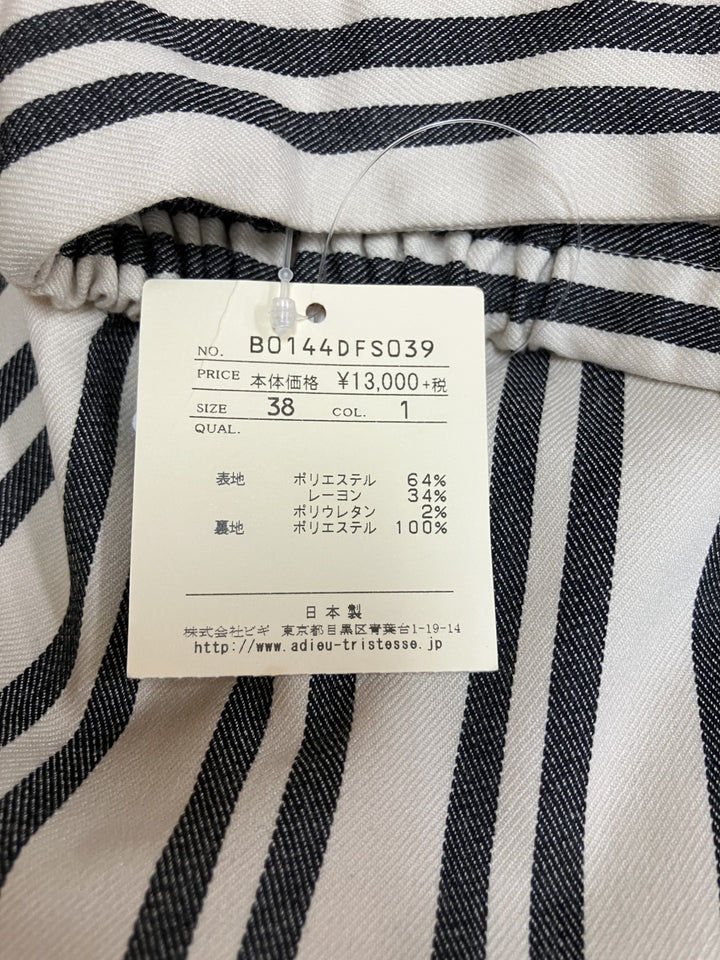 NO. B0144DFS039
PRICE 本体価格 ¥13,000+税
SIZE 38 COL. 1
QUAL.
表地 ポリエステル 64%
レーヨン 34%
ポリウレタン 2%
裏地 ポリエステル 100%
日本製
株式会社ビギ 東京都目黒区青葉台1-19-14
http://www.adieu-tristesse.jp